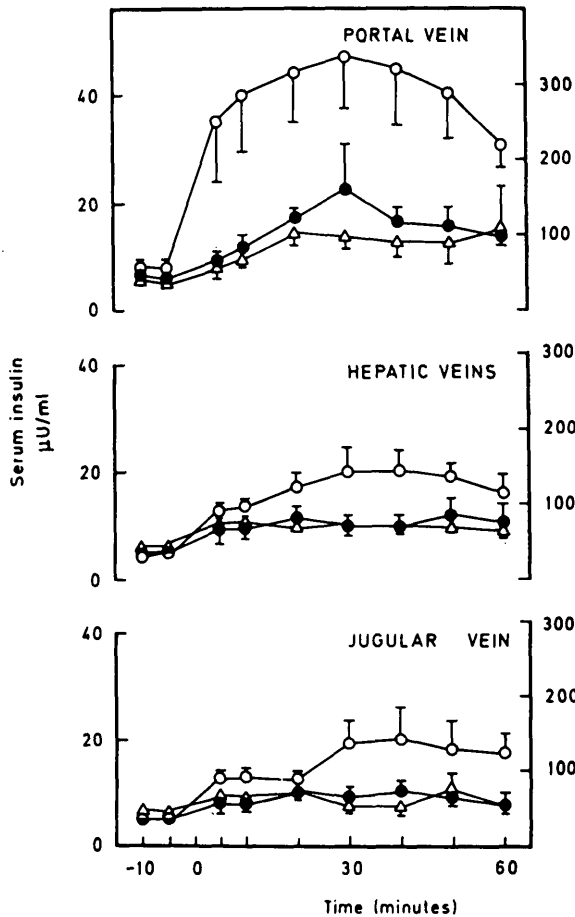 PORTAL VEIN
40
20
0
300
200
100
HEPATIC VEINS
40
20
0
300
200
100
JUGULAR VEIN
40
20
0
300
200
100
Serum insulin
μU/ml
-10 0 30 60
Time (minutes)